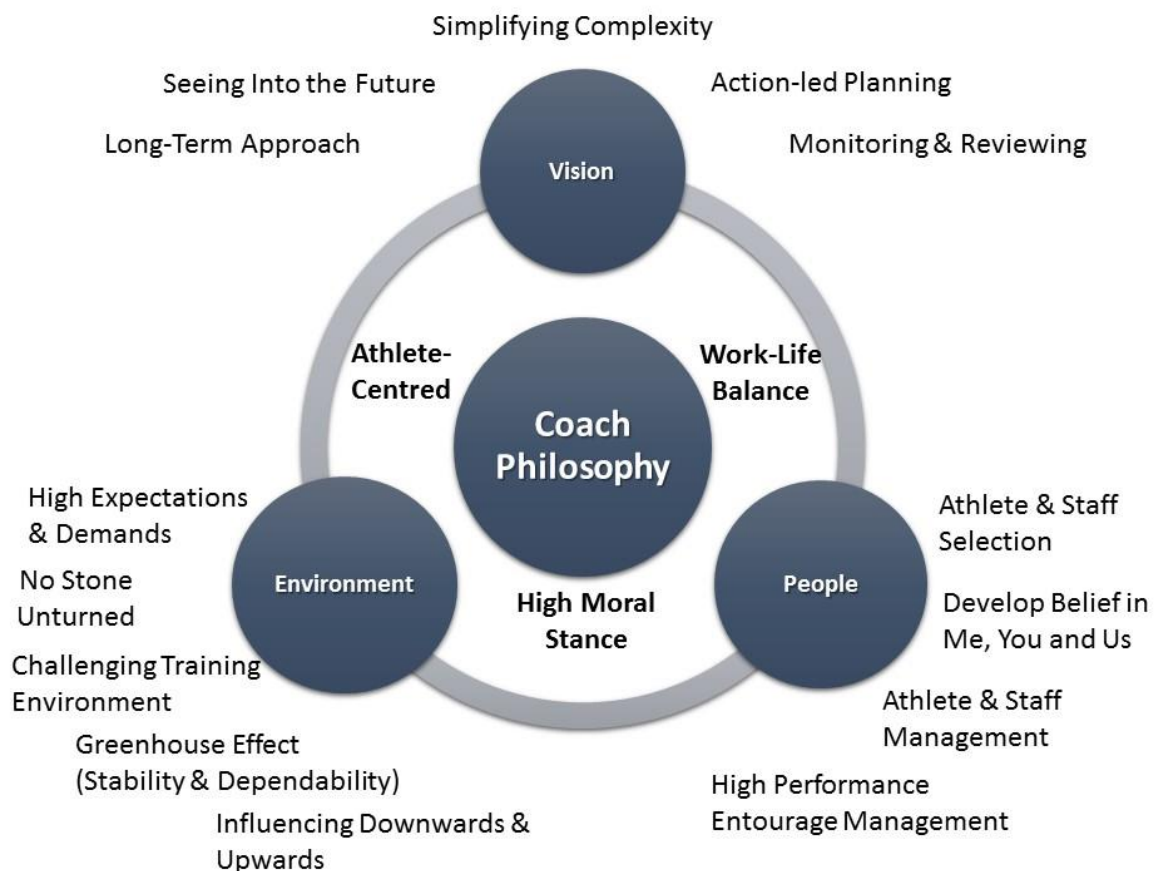 Simplifying Complexity
Seeing Into the Future
Action-led Planning
Long-Term Approach
Monitoring & Reviewing
Vision
Athlete-
Centred
Work-Life
Balance
Coach
Philosophy
High Moral
Stance
Environment
People
High Expectations
& Demands
No Stone
Unturned
Challenging Training
Environment
Greenhouse Effect
(Stability & Dependability)
Influencing Downwards &
Upwards
Athlete & Staff
Selection
Develop Belief in
Me, You and Us
Athlete & Staff
Management
High Performance
Entourage Management